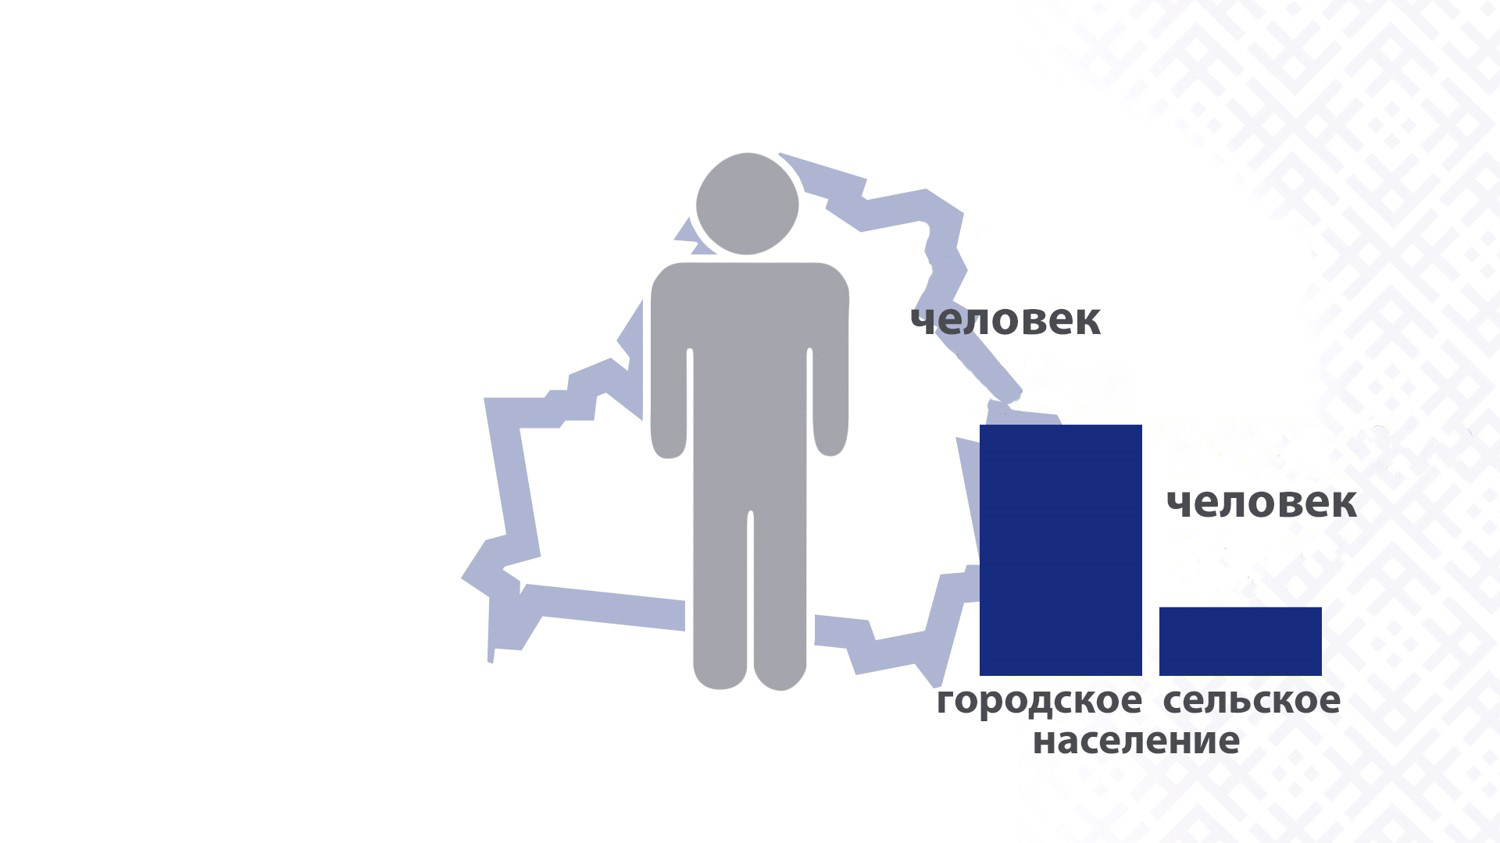 человек
человек
городское сельское
население